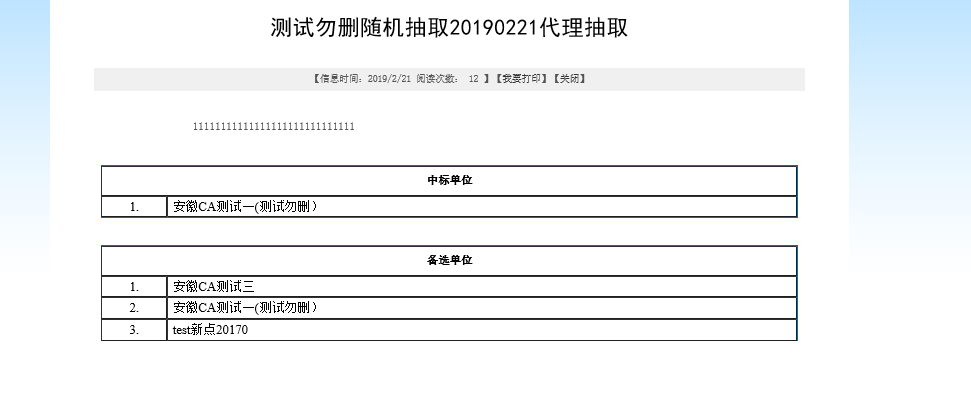 测试勿删随机抽取20190221代理抽取
【信息时间：2019/2/21 阅读次数： 12 】【我要打印】【关闭】
11111111111111111111111111111
中标单位
1. 安徽CA测试一(测试勿删）
备选单位
1. 安徽CA测试三
2. 安徽CA测试一(测试勿删）
3. test新点20170